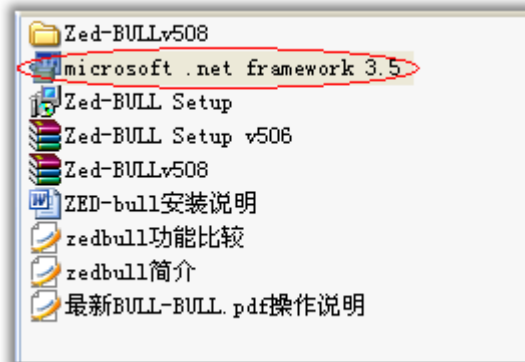 Zed-BULLv508
microsoft .net framework 3.5
Zed-BULL Setup
Zed-BULL Setup v506
Zed-BULLv508
ZED-bull安装说明
zedbull功能比较
zedbull简介
最新BULL-BULL.pdf操作说明